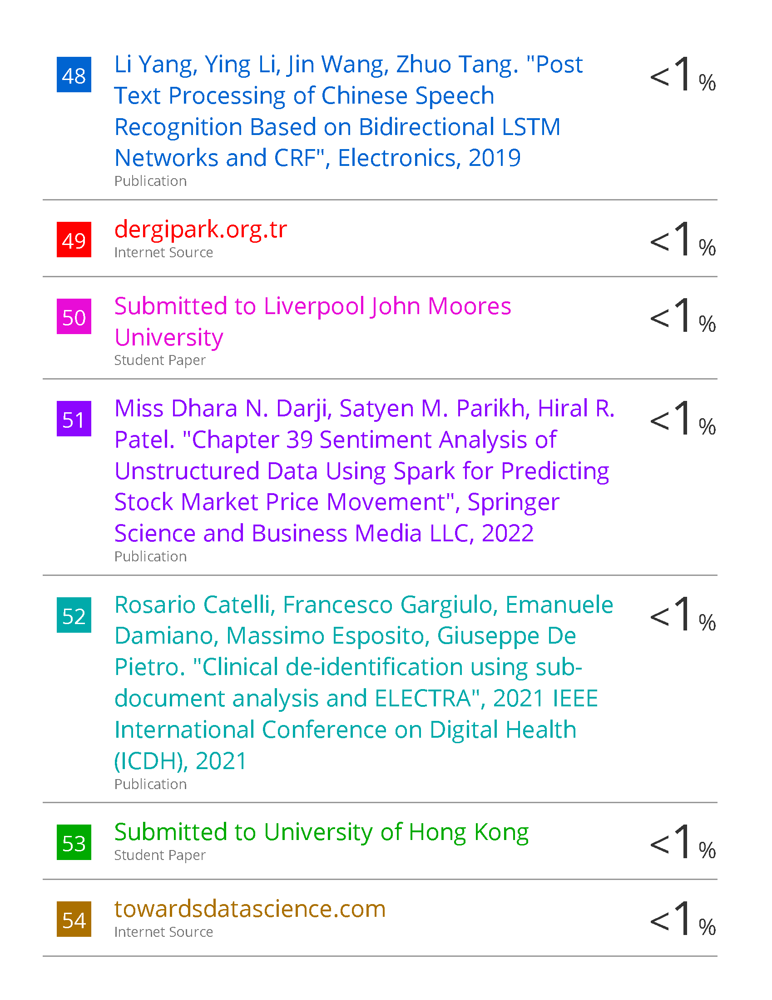 48
Li Yang, Ying Li, Jin Wang, Zhuo Tang. "Post
Text Processing of Chinese Speech
Recognition Based on Bidirectional LSTM
Networks and CRF", Electronics, 2019
Publication
<1%
49
dergipark.org.tr
Internet Source
<1%
50
Submitted to Liverpool John Moores
University
Student Paper
<1%
51
Miss Dhara N. Darji, Satyen M. Parikh, Hiral R.
Patel. "Chapter 39 Sentiment Analysis of
Unstructured Data Using Spark for Predicting
Stock Market Price Movement", Springer
Science and Business Media LLC, 2022
Publication
<1%
52
Rosario Catelli, Francesco Gargiulo, Emanuele
Damiano, Massimo Esposito, Giuseppe De
Pietro. "Clinical de-identification using sub-
document analysis and ELECTRA", 2021 IEEE
International Conference on Digital Health
(ICDH), 2021
Publication
<1%
53
Submitted to University of Hong Kong
Student Paper
<1%
54
towardsdatascience.com
Internet Source
<1%